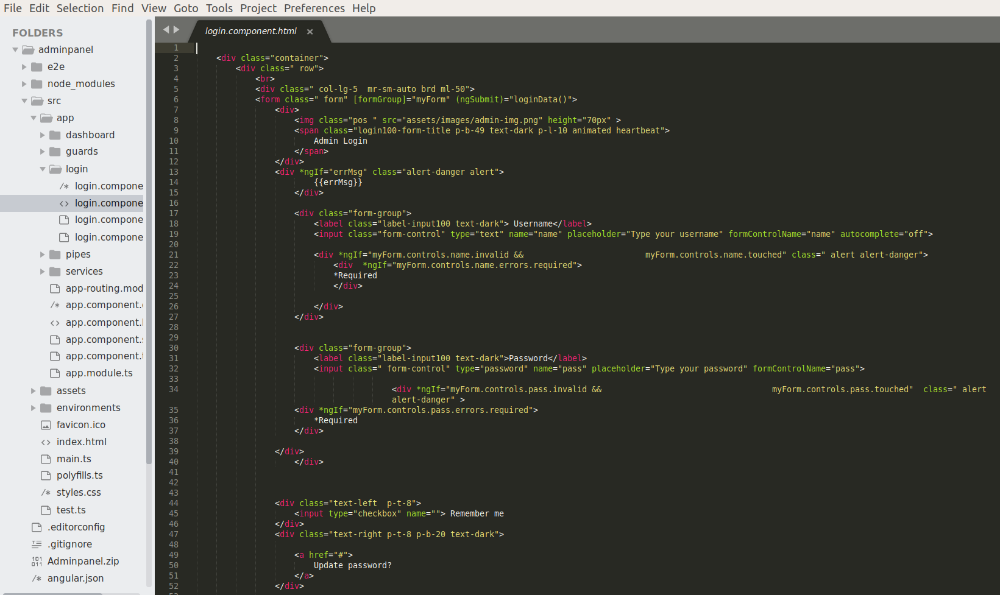 File Edit Selection Find View Goto Tools Project Preferences Help
FOLDERS
adminpanel
e2e
node_modules
src
app
dashboard
guards
login
login.compone
login.compone
login.compone
login.compone
pipes
services
app-routing.mod
app.component.
app.component.
app.component.
app.component.
app.module.ts
assets
environments
favicon.ico
index.html
main.ts
polyfills.ts
styles.css
test.ts
.editorconfig
.gitignore
Adminpanel.zip
angular.json
login.component.html ×
1
2 <div class="container">
3 <div class=" row">
4 <br>
5 <div class=" col-lg-5  mr-sm-auto brd ml-50">
6 <form class=" form" [formGroup]="myForm" (ngSubmit)="loginData()">
7 <div>
8 <img class="pos " src="assets/images/admin-img.png" height="70px" >
9 <span class="login100-form-title p-b-49 text-dark p-l-10 animated heartbeat">
10 Admin Login
11 </span>
12 </div>
13 <div *ngIf="errMsg" class="alert-danger alert">
14 {{errMsg}}
15 </div>
16
17 <div class="form-group">
18 <label class="label-input100 text-dark"> Username</label>
19 <input class="form-control" type="text" name="name" placeholder="Type your username" formControlName="name" autocomplete="off">
20
21 <div *ngIf="myForm.controls.name.invalid && myForm.controls.name.touched" class=" alert alert-danger">
22 <div  *ngIf="myForm.controls.name.errors.required">
23 *Required
24 </div>
25
26 </div>
27 </div>
28
29
30 <div class="form-group">
31 <label class="label-input100 text-dark">Password</label>
32 <input class=" form-control" type="password" name="pass" placeholder="Type your password" formControlName="pass">
33
34 <div *ngIf="myForm.controls.pass.invalid && myForm.controls.pass.touched"  class=" alert
alert-danger" >
35 <div *ngIf="myForm.controls.pass.errors.required">
36 *Required
37 </div>
38
39 </div>
40 </div>
41
42
43
44 <div class="text-left  p-t-8">
45 <input type="checkbox" name=""> Remember me
46 </div>
47 <div class="text-right p-t-8 p-b-20 text-dark">
48
49 <a href="#">
50 Update password?
51 </a>
52 </div>